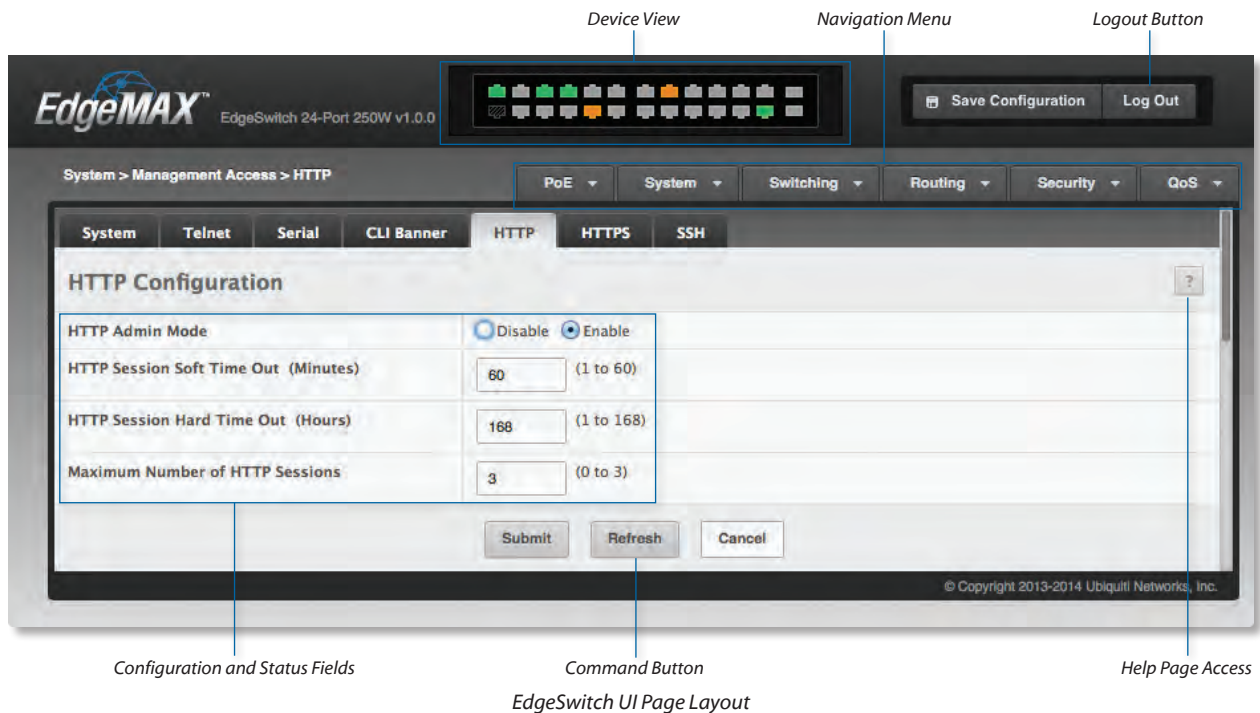 Device View Navigation Menu Logout Button
EdgeMAX™ EdgeSwitch 24-Port 250W v1.0.0 Save Configuration Log Out
System > Management Access > HTTP PoE System Switching Routing Security QoS
System Telnet Serial CLI Banner HTTP HTTPS SSH
HTTP Configuration ?
HTTP Admin Mode Disable Enable
HTTP Session Soft Time Out (Minutes) 60 (1 to 60)
HTTP Session Hard Time Out (Hours) 168 (1 to 168)
Maximum Number of HTTP Sessions 3 (0 to 3)
Submit Refresh Cancel
© Copyright 2013-2014 Ubiquiti Networks, Inc.
Configuration and Status Fields Command Button Help Page Access
EdgeSwitch UI Page Layout